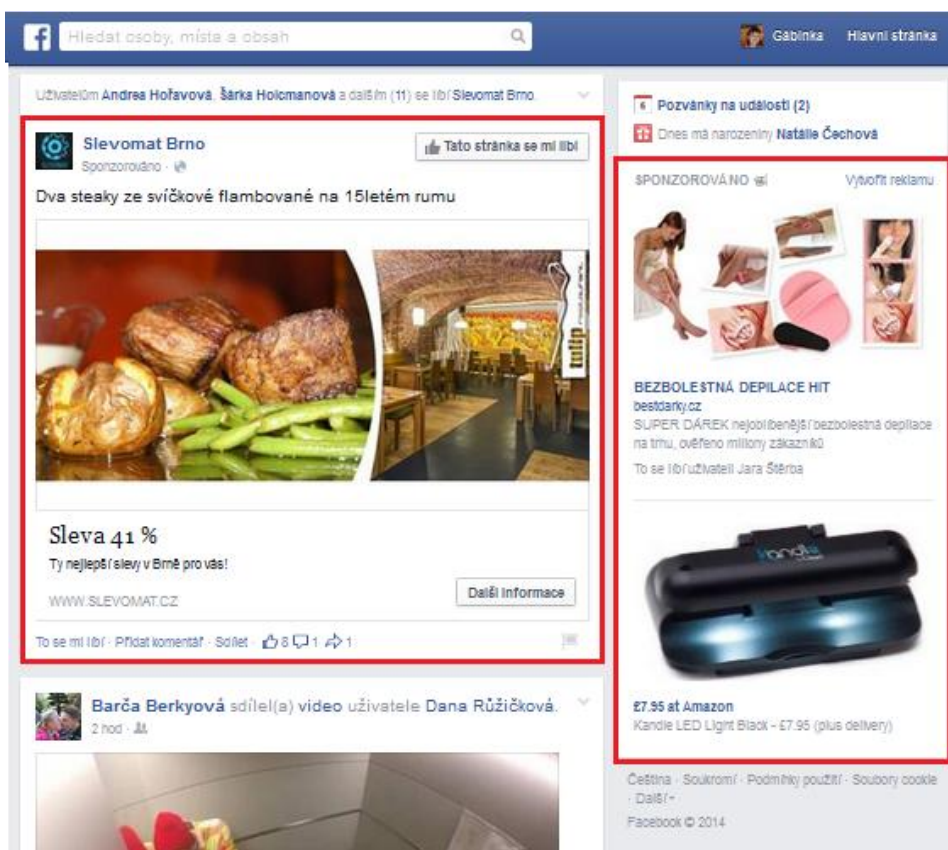 Hledat osoby, místa a obsah
Gábinka Hlavní stránka
Uživatelům Andrea Hořavová, Šárka Holcmanová a dalším (11) se líbí Slevomat Brno.
Slevomat Brno
Sponzorováno ·
Tato stránka se mi líbí
Dva steaky ze svíčkové flambované na 15letém rumu
tulip
Sleva 41 %
Ty nejlepší slevy v Brně pro vás!
WWW.SLEVOMAT.CZ
Další informace
To se mi líbí · Přidat komentář · Sdílet · 8 1 1
Barča Berkyová sdílel(a) video uživatele Dana Růžičková.
2 hod ·
6 Pozvánky na události (2)
Dnes má narozeniny Natálie Čechová
SPONZOROVÁNO
Vytvořit reklamu
BEZBOLESTNÁ DEPILACE HIT
bestdarky.cz
SUPER DÁREK nejoblíbenější bezbolestná depilace
na trhu, ověřeno miliony zákazníků
To se líbí uživateli Jara Štěrba
kandle
£7.95 at Amazon
Kandle LED Light Black - £7.95 (plus delivery)
Čeština · Soukromí · Podmínky použití · Soubory cookie
· Další
Facebook © 2014